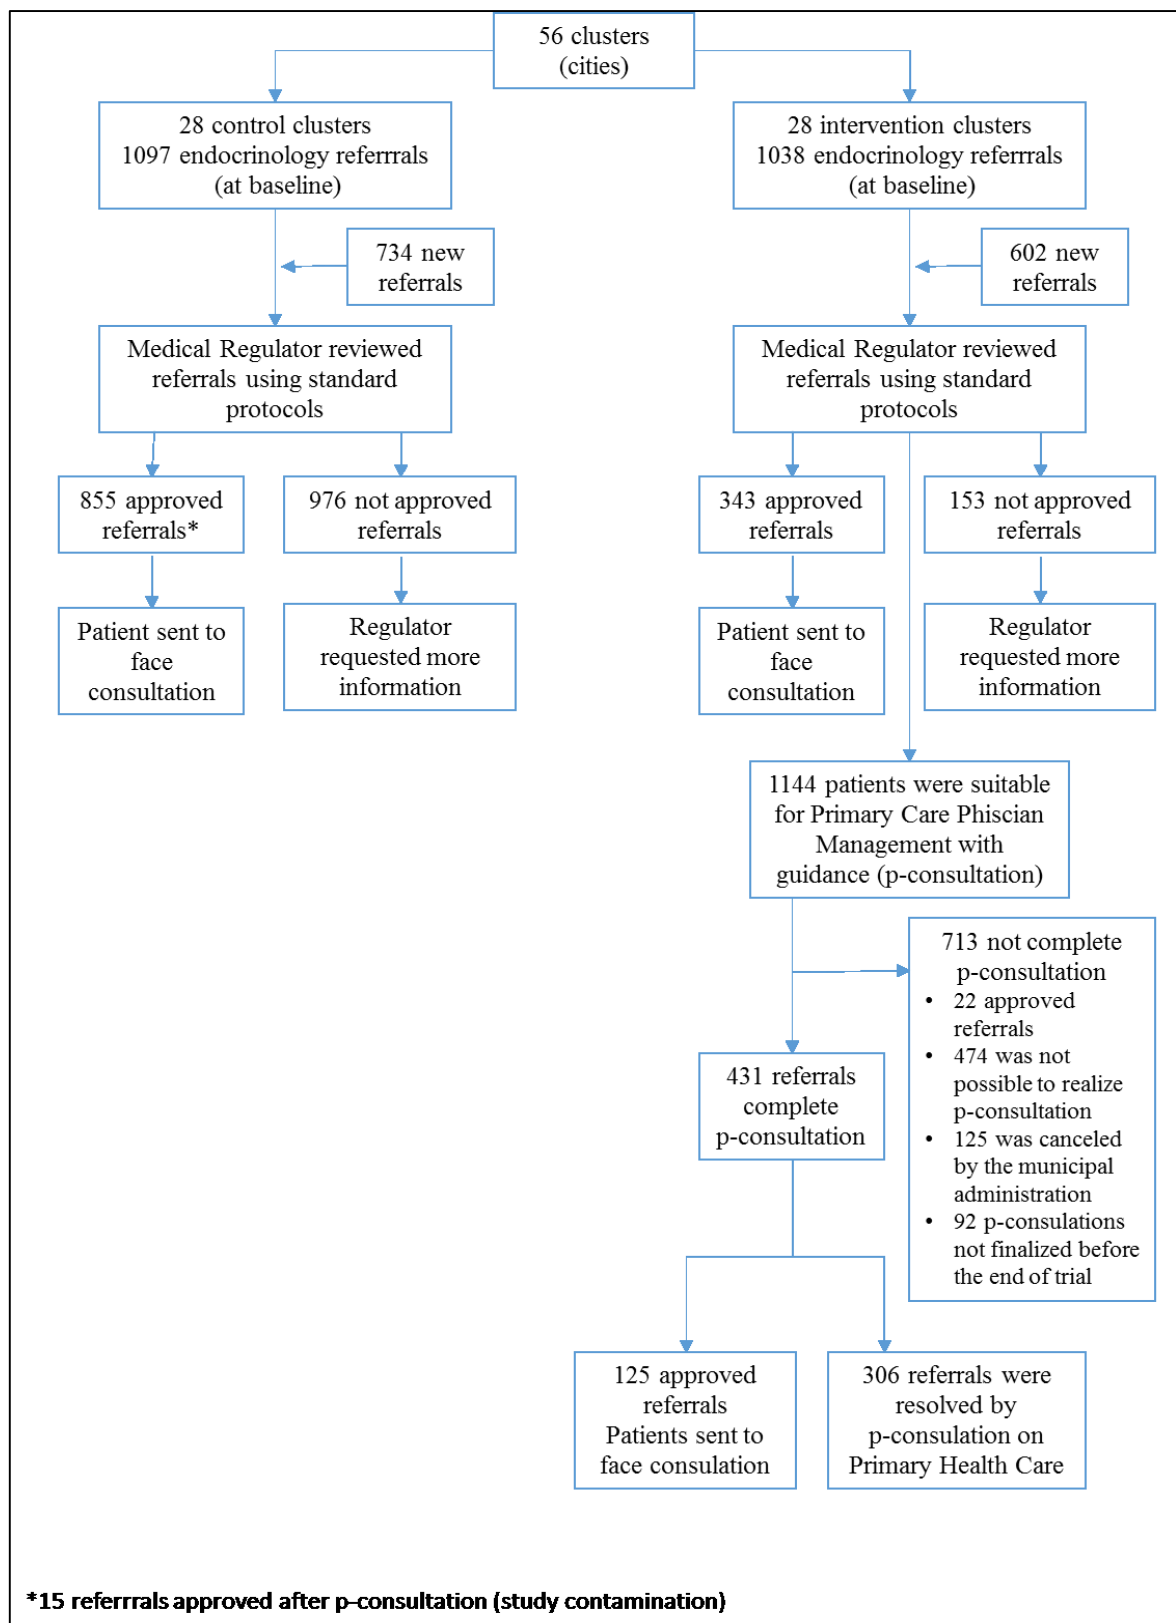 56 clusters
(cities)
28 control clusters
1097 endocrinology referrrals
(at baseline)
28 intervention clusters
1038 endocrinology referrrals
(at baseline)
734 new
referrals
602 new
referrals
Medical Regulator reviewed
referrals using standard
protocols
Medical Regulator reviewed
referrals using standard
protocols
855 approved
referrals*
976 not approved
referrals
343 approved
referrals
153 not approved
referrals
Patient sent to
face
consultation
Regulator
requested more
information
Patient sent to
face
consultation
Regulator
requested more
information
1144 patients were suitable
for Primary Care Phiscian
Management with
guidance (p-consultation)
713 not complete
p-consultation
• 22 approved
referrals
• 474 was not
possible to realize
p-consultation
• 125 was canceled
by the municipal
administration
• 92 p-consulations
not finalized before
the end of trial
431 referrals
complete
p-consultation
125 approved
referrals
Patients sent to
face consulation
306 referrals were
resolved by
p-consulation on
Primary Health Care
*15 referrrals approved after p-consultation (study contamination)